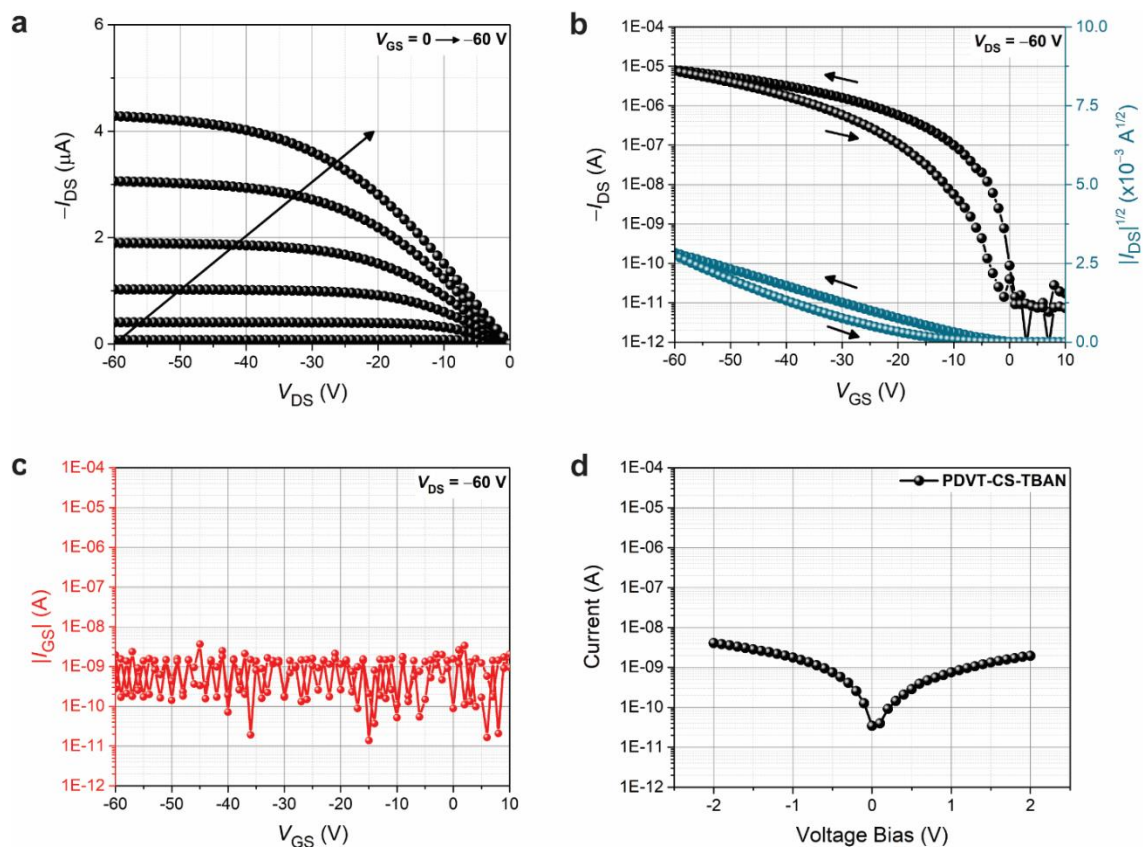 a
V_GS = 0 → −60 V
6
4
2
0
−I_DS (μA)
-60 -50 -40 -30 -20 -10 0
V_DS (V)
b
V_DS = −60 V
1E-04
1E-05
1E-06
1E-07
1E-08
1E-09
1E-10
1E-11
1E-12
−I_DS (A)
10.0
7.5
5.0
2.5
0.0
|I_DS|^1/2 (x10^−3 A^1/2)
-60 -50 -40 -30 -20 -10 0 10
V_GS (V)
c
V_DS = −60 V
1E-04
1E-05
1E-06
1E-07
1E-08
1E-09
1E-10
1E-11
1E-12
|I_GS| (A)
-60 -50 -40 -30 -20 -10 0 10
V_GS (V)
d
PDVT-CS-TBAN
1E-04
1E-05
1E-06
1E-07
1E-08
1E-09
1E-10
1E-11
1E-12
Current (A)
-2 -1 0 1 2
Voltage Bias (V)